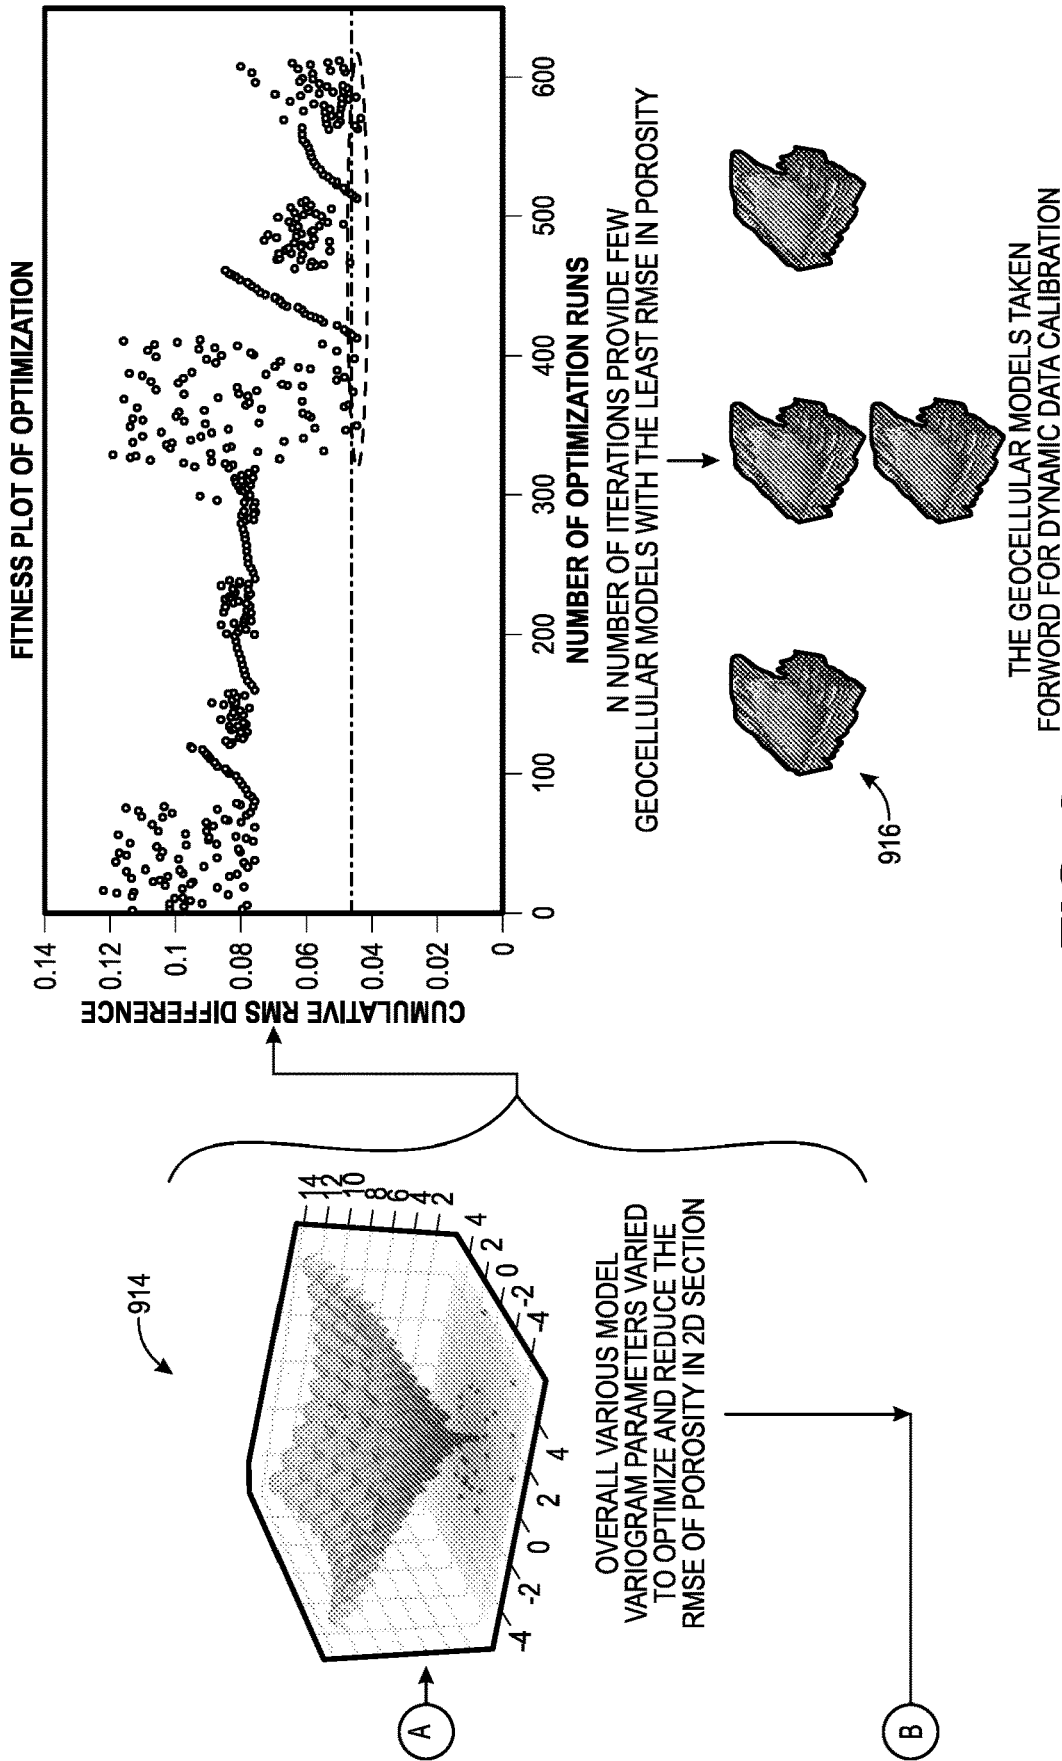 914
14
12
10
8
6
4
2
4
2
0
-2
-4
4
2
0
-2
-4
A
OVERALL VARIOUS MODEL
VARIOGRAM PARAMETERS VARIED
TO OPTIMIZE AND REDUCE THE
RMSE OF POROSITY IN 2D SECTION
B
FITNESS PLOT OF OPTIMIZATION
CUMULATIVE RMS DIFFERENCE
0.14
0.12
0.1
0.08
0.06
0.04
0.02
0
0
100
200
300
400
500
600
NUMBER OF OPTIMIZATION RUNS
N NUMBER OF ITERATIONS PROVIDE FEW
GEOCELLULAR MODELS WITH THE LEAST RMSE IN POROSITY
916
THE GEOCELLULAR MODELS TAKEN
FORWORD FOR DYNAMIC DATA CALIBRATION